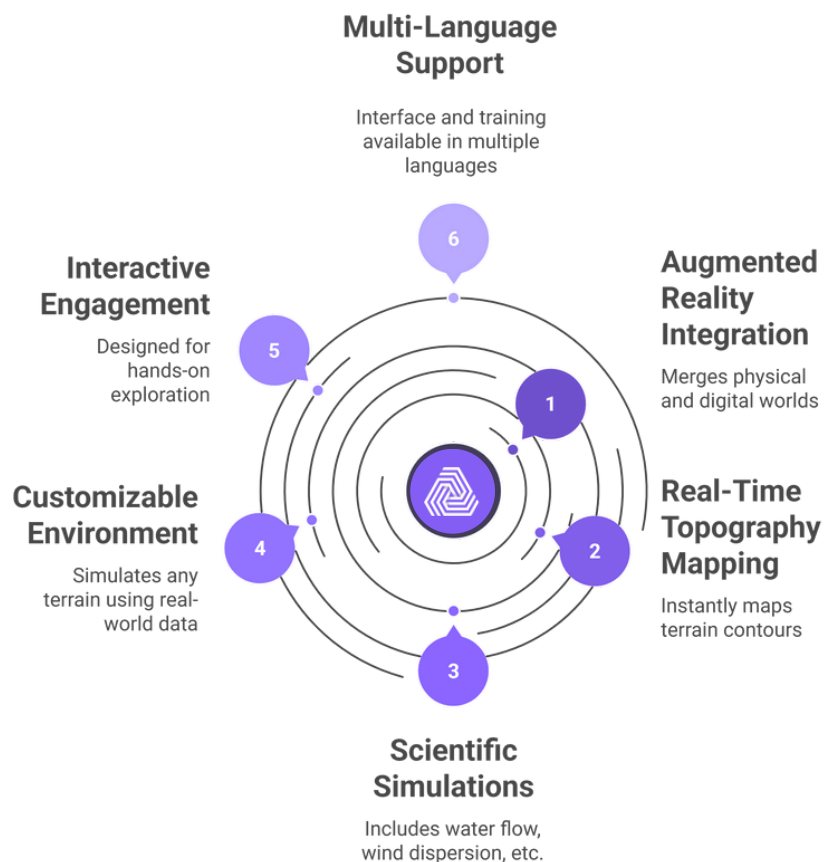 Multi-Language
Support
Interface and training
available in multiple
languages
6
Interactive
Engagement
Designed for
hands-on
exploration
5
Augmented
Reality
Integration
Merges physical
and digital worlds
1
Customizable
Environment
Simulates any
terrain using real-
world data
4
Real-Time
Topography
Mapping
Instantly maps
terrain contours
2
3
Scientific
Simulations
Includes water flow,
wind dispersion, etc.